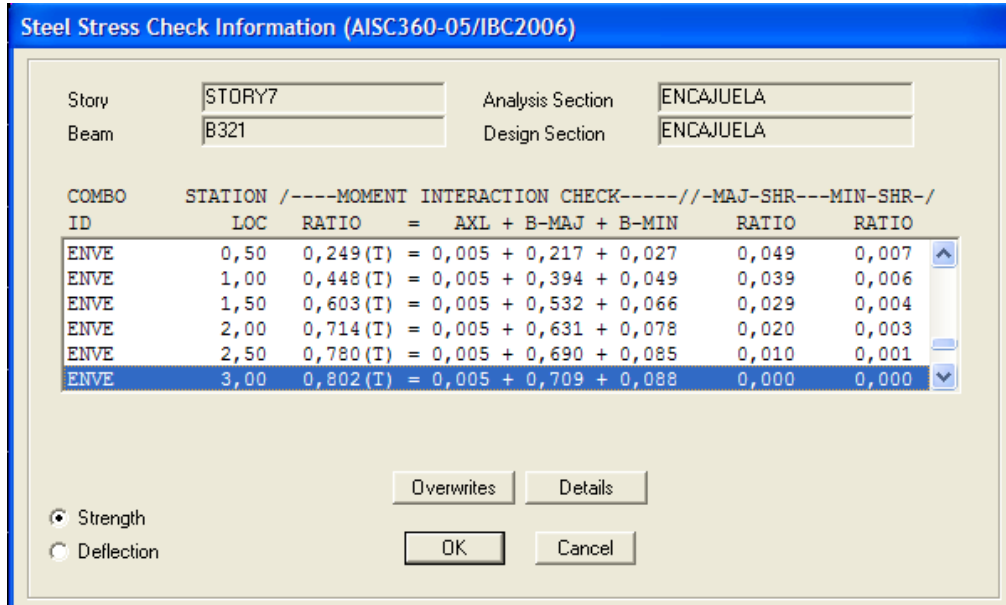 Steel Stress Check Information (AISC360-05/IBC2006)
Story STORY7 Analysis Section ENCAJUELA
Beam B321 Design Section ENCAJUELA
COMBO STATION /----MOMENT INTERACTION CHECK-----//-MAJ-SHR---MIN-SHR-/
ID LOC RATIO = AXL + B-MAJ + B-MIN RATIO RATIO
ENVE 0,50 0,249(T) = 0,005 + 0,217 + 0,027 0,049 0,007
ENVE 1,00 0,448(T) = 0,005 + 0,394 + 0,049 0,039 0,006
ENVE 1,50 0,603(T) = 0,005 + 0,532 + 0,066 0,029 0,004
ENVE 2,00 0,714(T) = 0,005 + 0,631 + 0,078 0,020 0,003
ENVE 2,50 0,780(T) = 0,005 + 0,690 + 0,085 0,010 0,001
ENVE 3,00 0,802(T) = 0,005 + 0,709 + 0,088 0,000 0,000
Overwrites Details
Strength
Deflection
OK Cancel